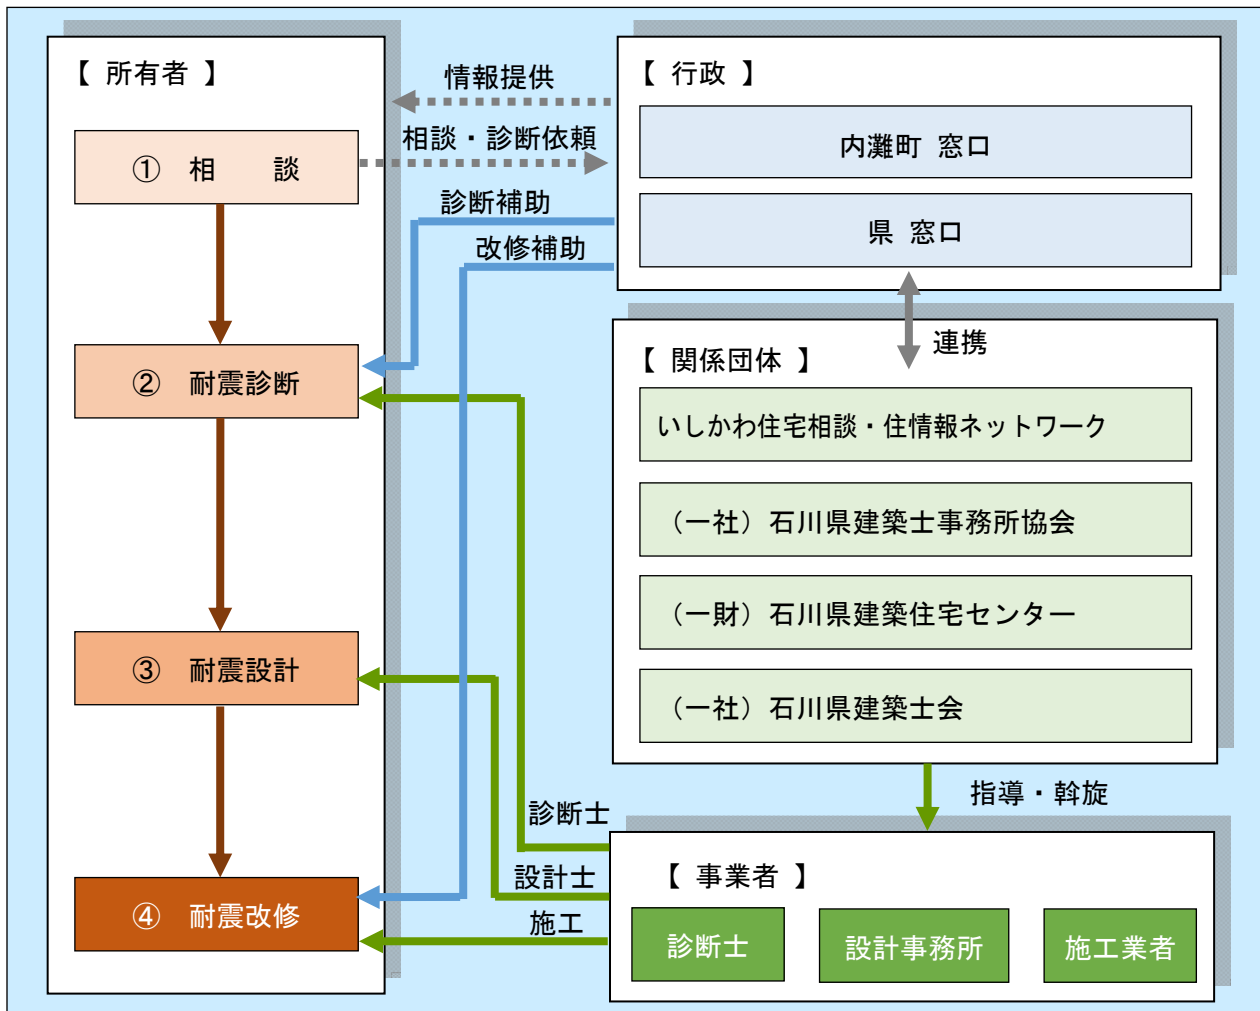 【 所有者 】
① 相　　談
② 耐震診断
③ 耐震設計
④ 耐震改修
情報提供
相談・診断依頼
診断補助
改修補助
【 行政 】
内灘町 窓口
県 窓口
連携
【 関係団体 】
いしかわ住宅相談・住情報ネットワーク
（一社）石川県建築士事務所協会
（一財）石川県建築住宅センター
（一社）石川県建築士会
指導・斡旋
診断士
設計士
施工
【 事業者 】
診断士
設計事務所
施工業者